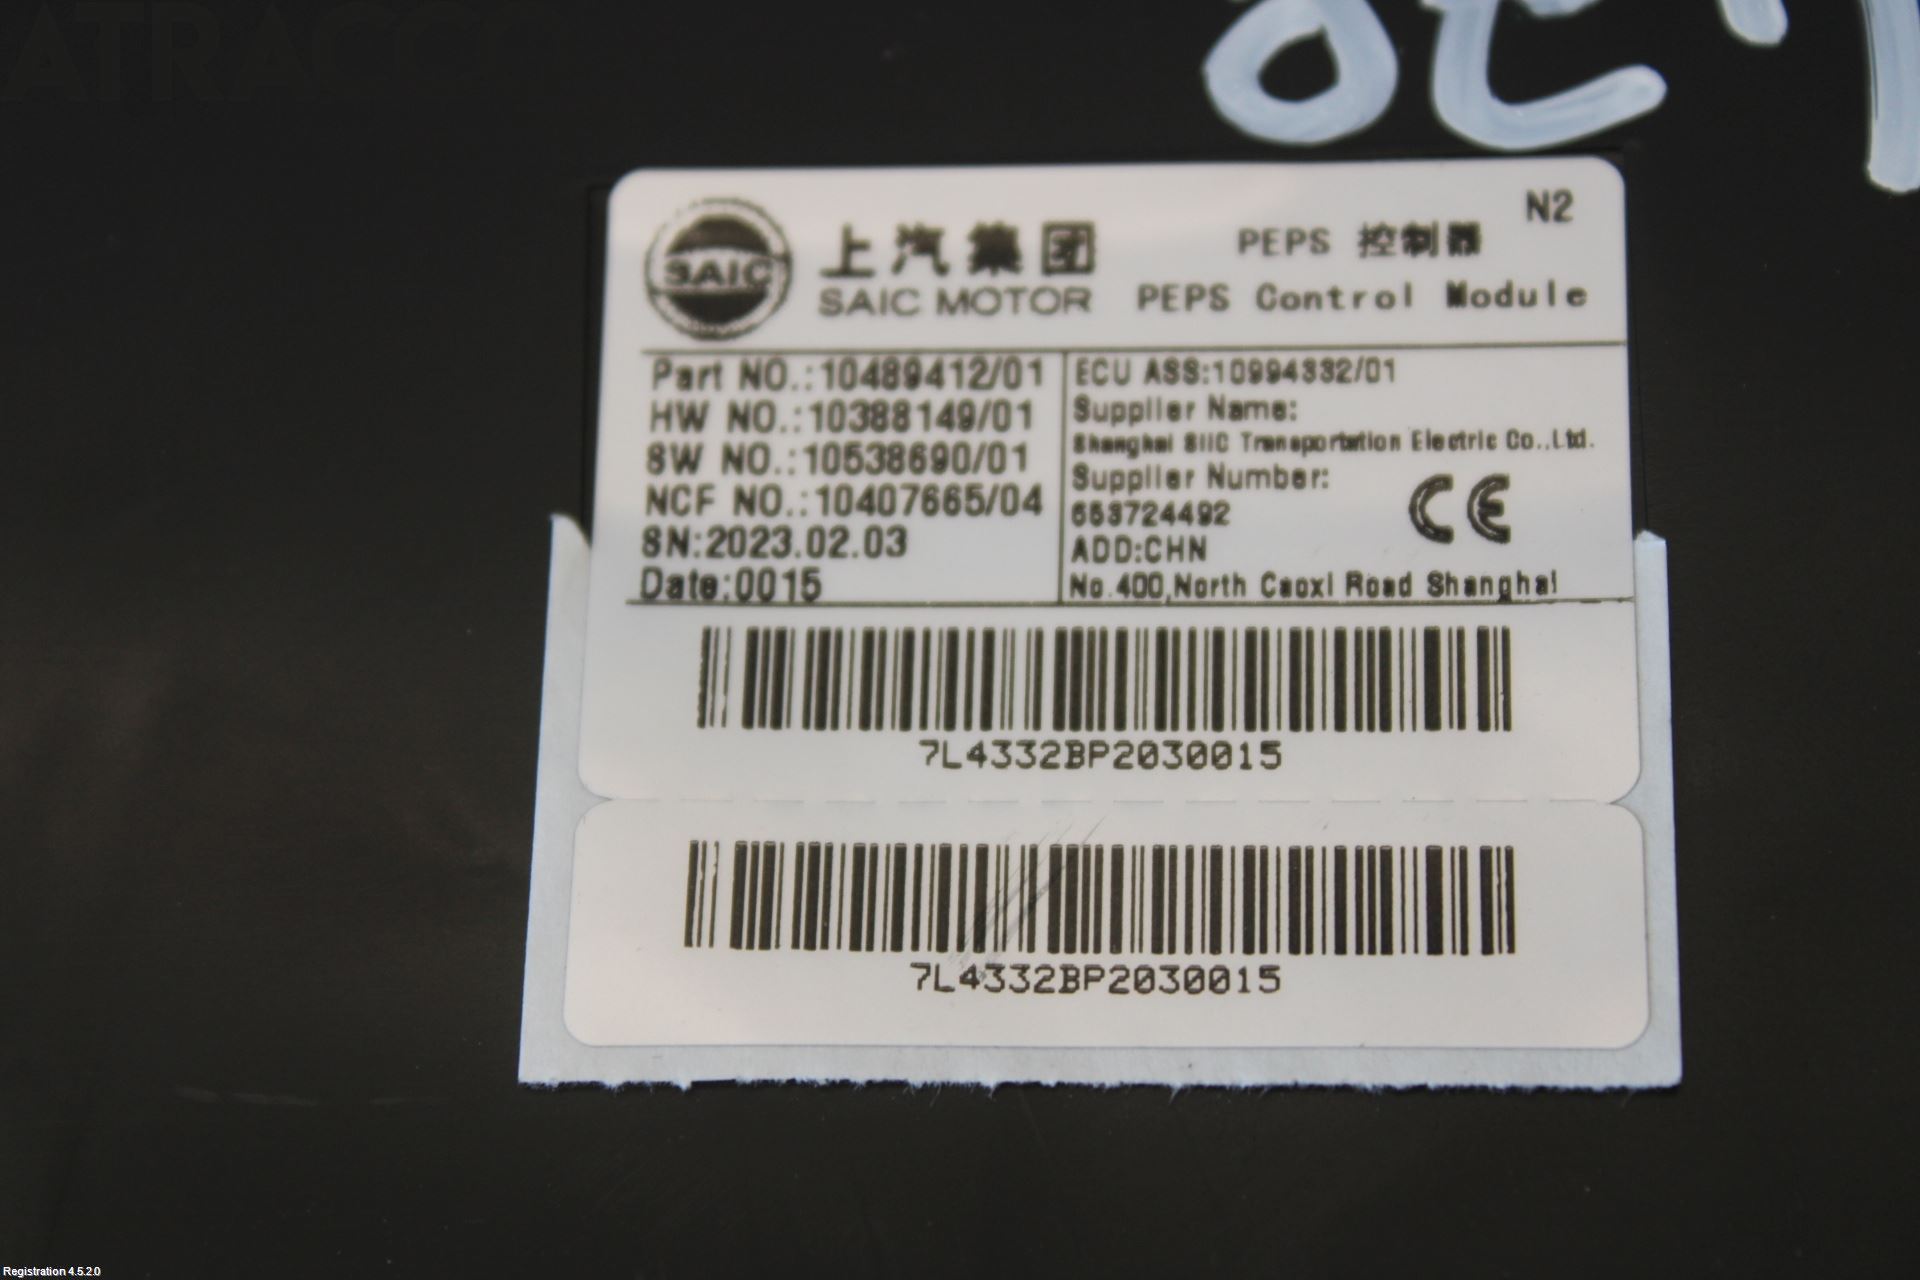 ATRACCO
N2
SAIC
上汽集团
PEPS 控制器
SAIC MOTOR
PEPS Control Module
Part NO.:10489412/01
HW NO.:10388149/01
SW NO.:10538690/01
NCF NO.:10407665/04
SN:2023.02.03
Date:0015
ECU ASS:10994332/01
Supplier Name:
Shanghai SIIC Transportation Electric Co.,Ltd.
Supplier Number:
653724492
CE
ADD:CHN
No.400,North Caoxi Road Shanghai
7L4332BP2030015
7L4332BP2030015
Registration 4.5.2.0